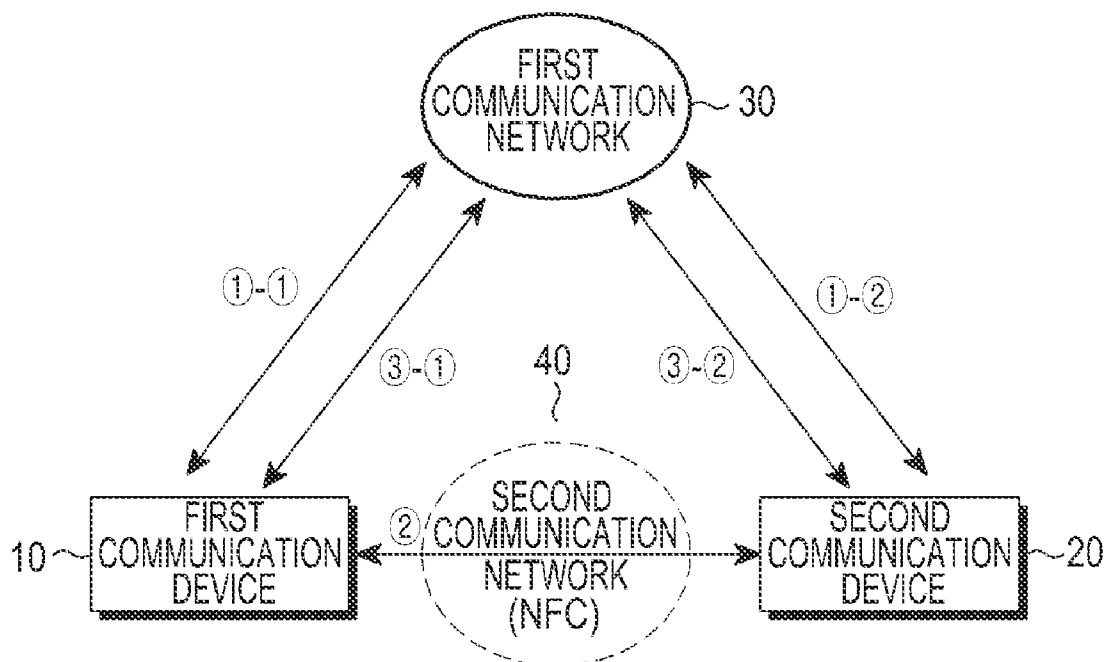 FIRST
COMMUNICATION
NETWORK
30
①-①
①-②
③-①
③-②
40
FIRST
COMMUNICATION
DEVICE
10
②
SECOND
COMMUNICATION
NETWORK
(NFC)
SECOND
COMMUNICATION
DEVICE
20